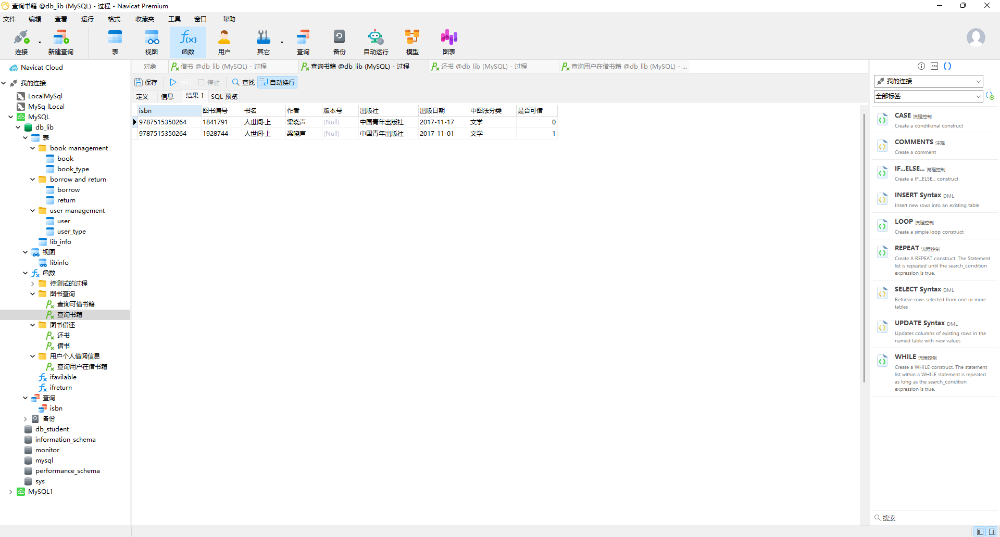 查询书籍 @db_lib (MySQL) - 过程 - Navicat Premium
文件 编辑 查看 运行 格式 收藏夹 工具 窗口 帮助
连接 新建查询 表 视图 函数 用户 其它 查询 备份 自动运行 模型 图表
Navicat Cloud
我的连接
LocalMySql
MySq lLocal
MySQL
db_lib
表
book management
book
book_type
borrow and return
borrow
return
user management
user
user_type
lib_info
视图
libinfo
函数
待测试的过程
图书查询
查询可借书籍
查询书籍
图书借还
还书
借书
用户个人借阅信息
查询用户在借书籍
ifavilable
ifreturn
查询
isbn
备份
db_student
information_schema
monitor
mysql
performance_schema
sys
MySQL1
对象 借书 @db_lib (MySQL) - 过程 查询书籍 @db_lib (MySQL) - 过程 还书 @db_lib (MySQL) - 过程 查询用户在借书籍 @db_lib (MySQL) - ...
保存 运行 停止 查找 自动换行
定义 信息 结果 1 SQL 预览
isbn 图书编号 书名 作者 版本号 出版社 出版日期 中图法分类 是否可借
9787515350264 1841791 人世间·上 梁晓声 (Null) 中国青年出版社 2017-11-17 文学 0
9787515350264 1928744 人世间·上 梁晓声 (Null) 中国青年出版社 2017-11-01 文学 1
DDL
我的连接
全部标签
CASE 流程控制
Create a conditional construct
COMMENTS 注释
Create a comment
IF...ELSE... 流程控制
Create a IF...ELSE... construct
INSERT Syntax DML
Insert new rows into an existing table
LOOP 流程控制
Create a simple loop construct
REPEAT 流程控制
Create A REPEAT construct. The Statement
list is repeated until the search_condition
expression is true.
SELECT Syntax DML
Retrieve rows selected from one or more
tables
UPDATE Syntax DML
Updates columns of existing rows in the
named table with new values
WHILE 流程控制
Create a WHILE construct. The statement
list within a WHILE statement is repeated
as long as the search_condition
expression is true.
搜索